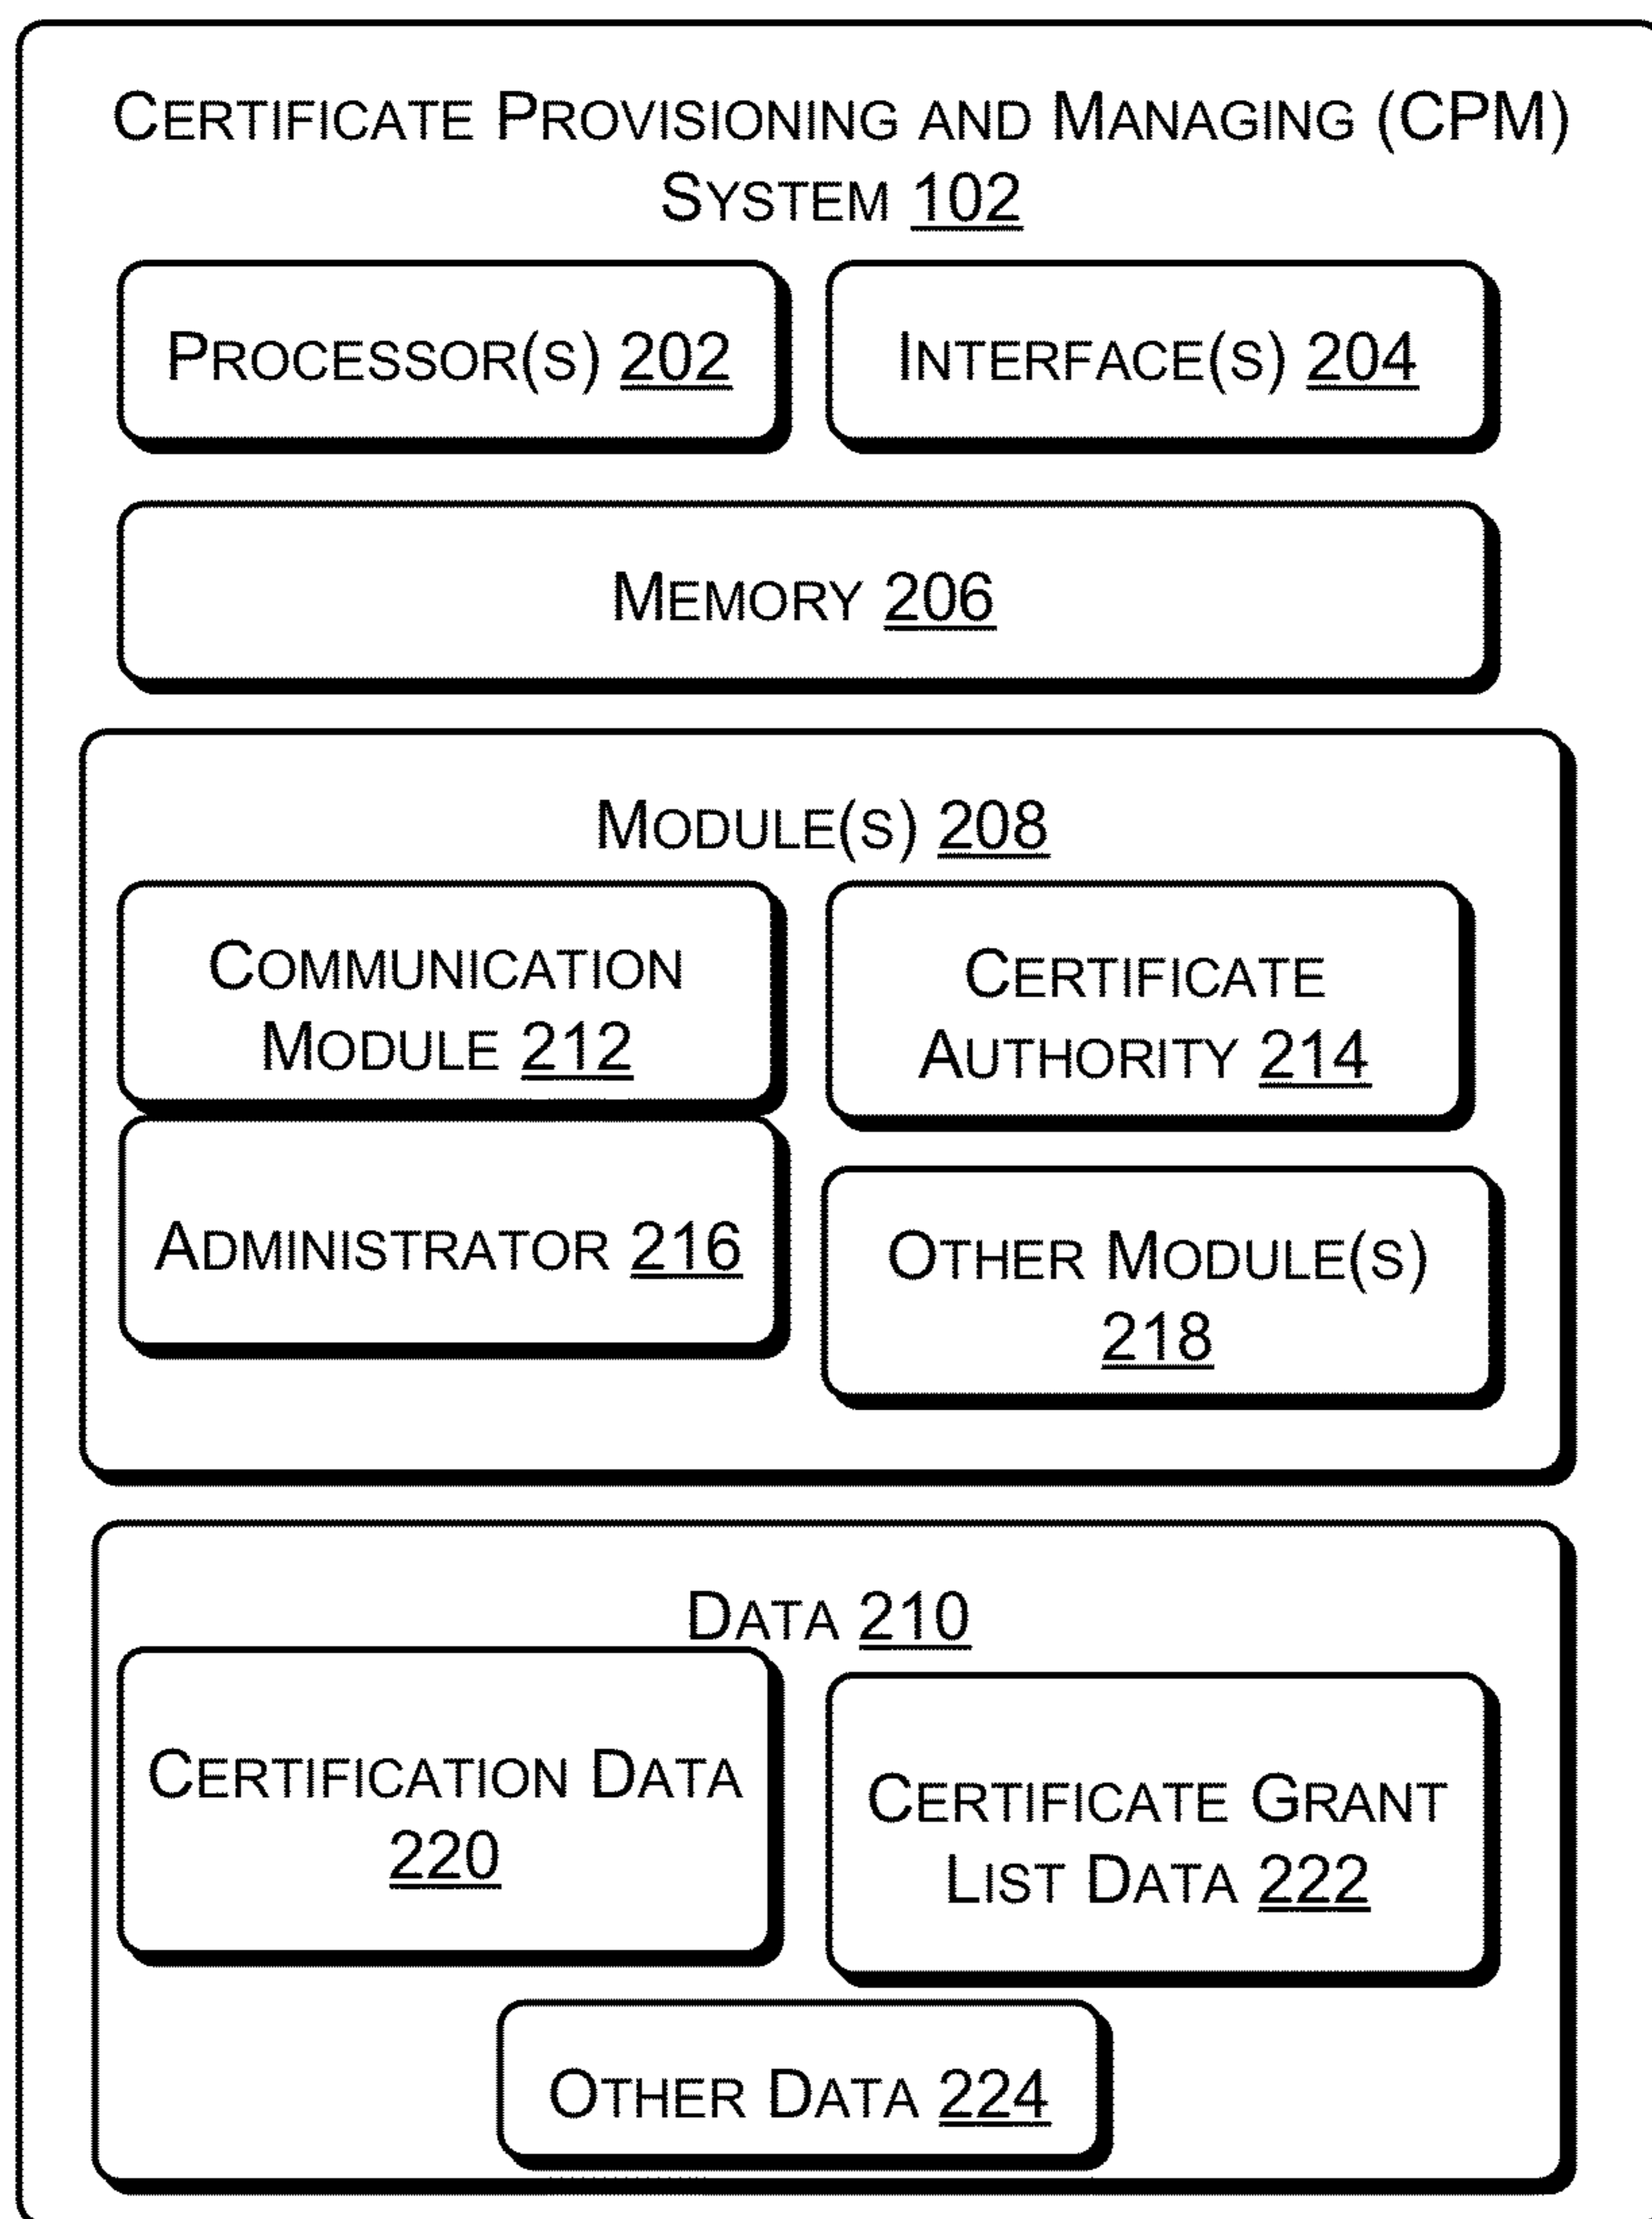 CERTIFICATE PROVISIONING AND MANAGING (CPM)
SYSTEM 102
PROCESSOR(S) 202
INTERFACE(S) 204
MEMORY 206
MODULE(S) 208
COMMUNICATION
MODULE 212
CERTIFICATE
AUTHORITY 214
ADMINISTRATOR 216
OTHER MODULE(S)
218
DATA 210
CERTIFICATION DATA
220
CERTIFICATE GRANT
LIST DATA 222
OTHER DATA 224